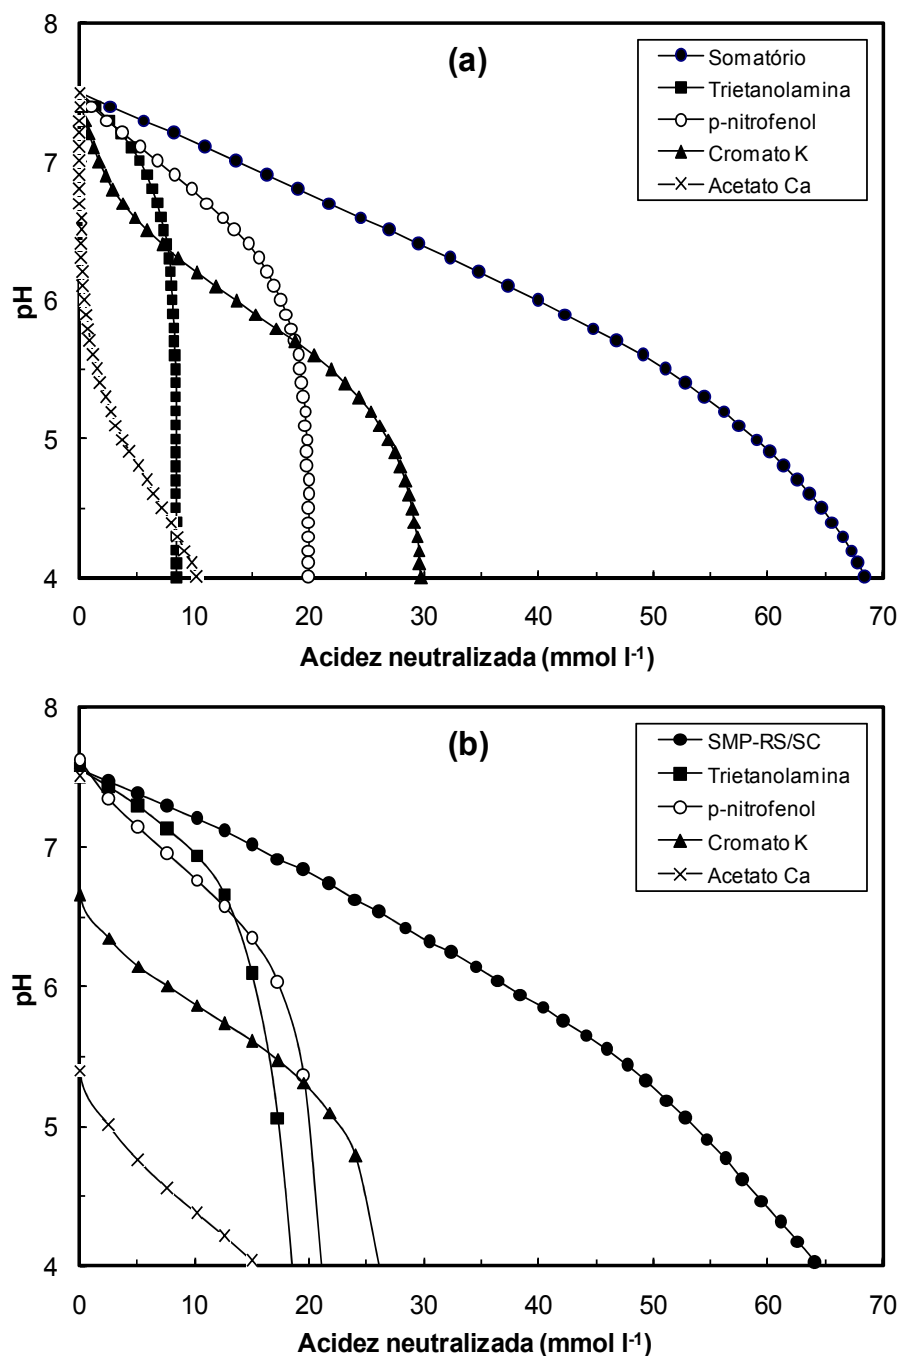 8
(a)
Somatório
Trietanolamina
p-nitrofenol
Cromato K
Acetato Ca
7
6
5
4
pH
0 10 20 30 40 50 60 70
Acidez neutralizada (mmol l-1)
8
(b)
SMP-RS/SC
Trietanolamina
p-nitrofenol
Cromato K
Acetato Ca
7
6
5
4
pH
0 10 20 30 40 50 60 70
Acidez neutralizada (mmol l-1)